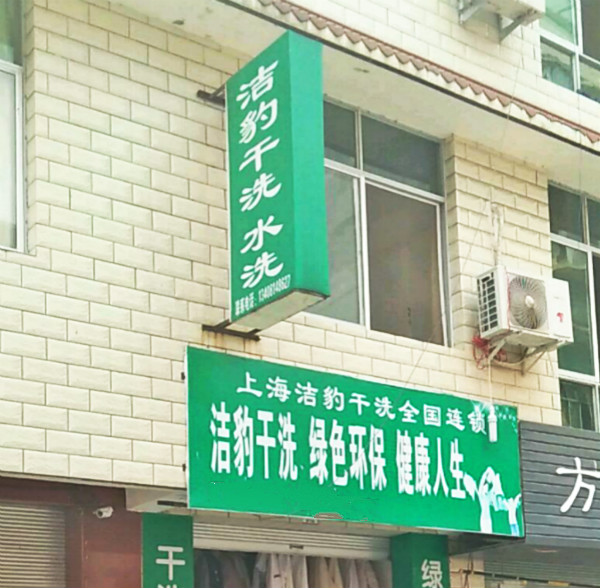 洁豹干洗 水洗
上海洁豹干洗全国连锁
洁豹干洗 绿色环保 健康人生
干洗
绿
方